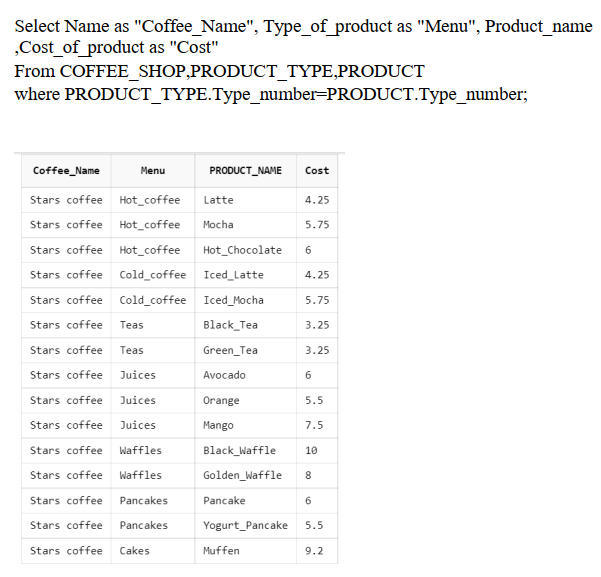 Select Name as "Coffee_Name", Type_of_product as "Menu", Product_name
,Cost_of_product as "Cost"
From COFFEE_SHOP,PRODUCT_TYPE,PRODUCT
where PRODUCT_TYPE.Type_number=PRODUCT.Type_number;
Coffee_Name Menu PRODUCT_NAME Cost
Stars coffee Hot_coffee Latte 4.25
Stars coffee Hot_coffee Mocha 5.75
Stars coffee Hot_coffee Hot_Chocolate 6
Stars coffee Cold_coffee Iced_Latte 4.25
Stars coffee Cold_coffee Iced_Mocha 5.75
Stars coffee Teas Black_Tea 3.25
Stars coffee Teas Green_Tea 3.25
Stars coffee Juices Avocado 6
Stars coffee Juices Orange 5.5
Stars coffee Juices Mango 7.5
Stars coffee Waffles Black_Waffle 10
Stars coffee Waffles Golden_Waffle 8
Stars coffee Pancakes Pancake 6
Stars coffee Pancakes Yogurt_Pancake 5.5
Stars coffee Cakes Muffen 9.2